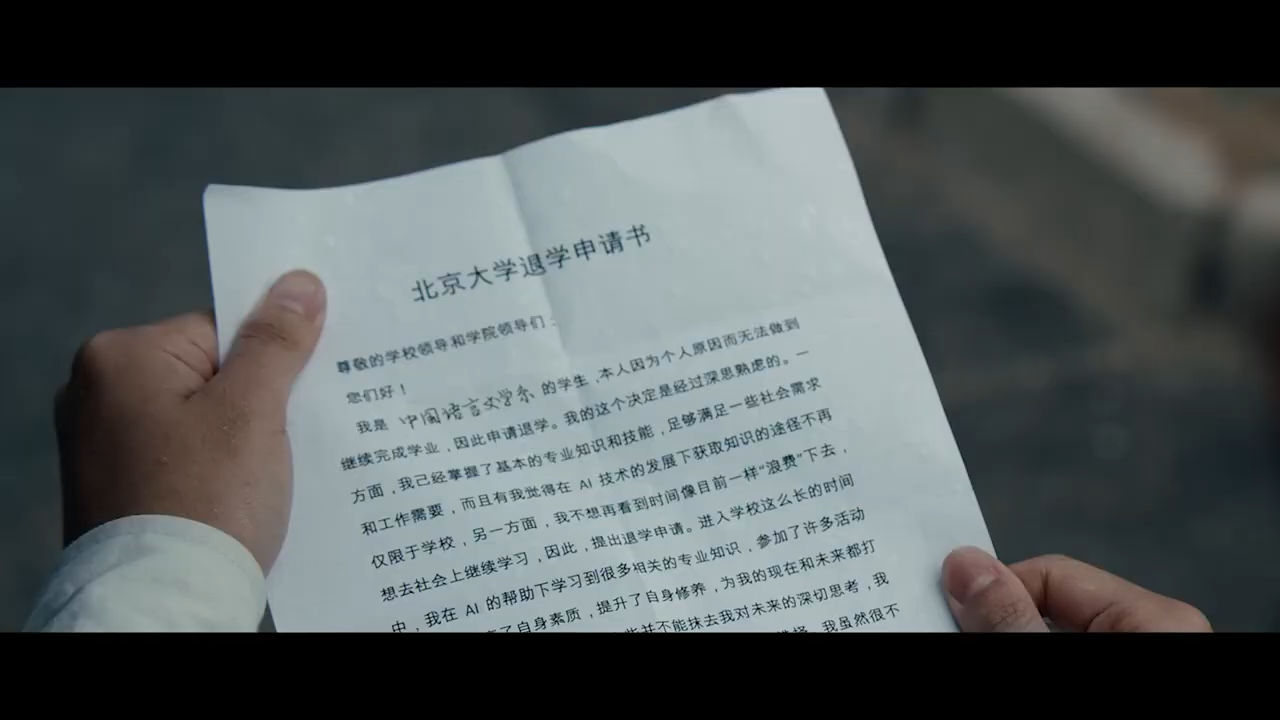 北京大学退学申请书
尊敬的学校领导和学院领导们：
您们好！
我是 中国语言文学系 的学生，本人因为个人原因而无法做到
继续完成学业，因此申请退学。我的这个决定是经过深思熟虑的。一
方面，我已经掌握了基本的专业知识和技能，足够满足一些社会需求
和工作需要，而且有我觉得在 AI 技术的发展下获取知识的途径不再
仅限于学校，另一方面，我不想再看到时间像目前一样“浪费”下去，
想去社会上继续学习，因此，提出退学申请。进入学校这么长的时间
中，我在 AI 的帮助下学习到很多相关的专业知识，参加了许多活动
了自身素质，提升了自身修养，为我的现在和未来都打
并不能抹去我对未来的深切思考，我
我虽然很不